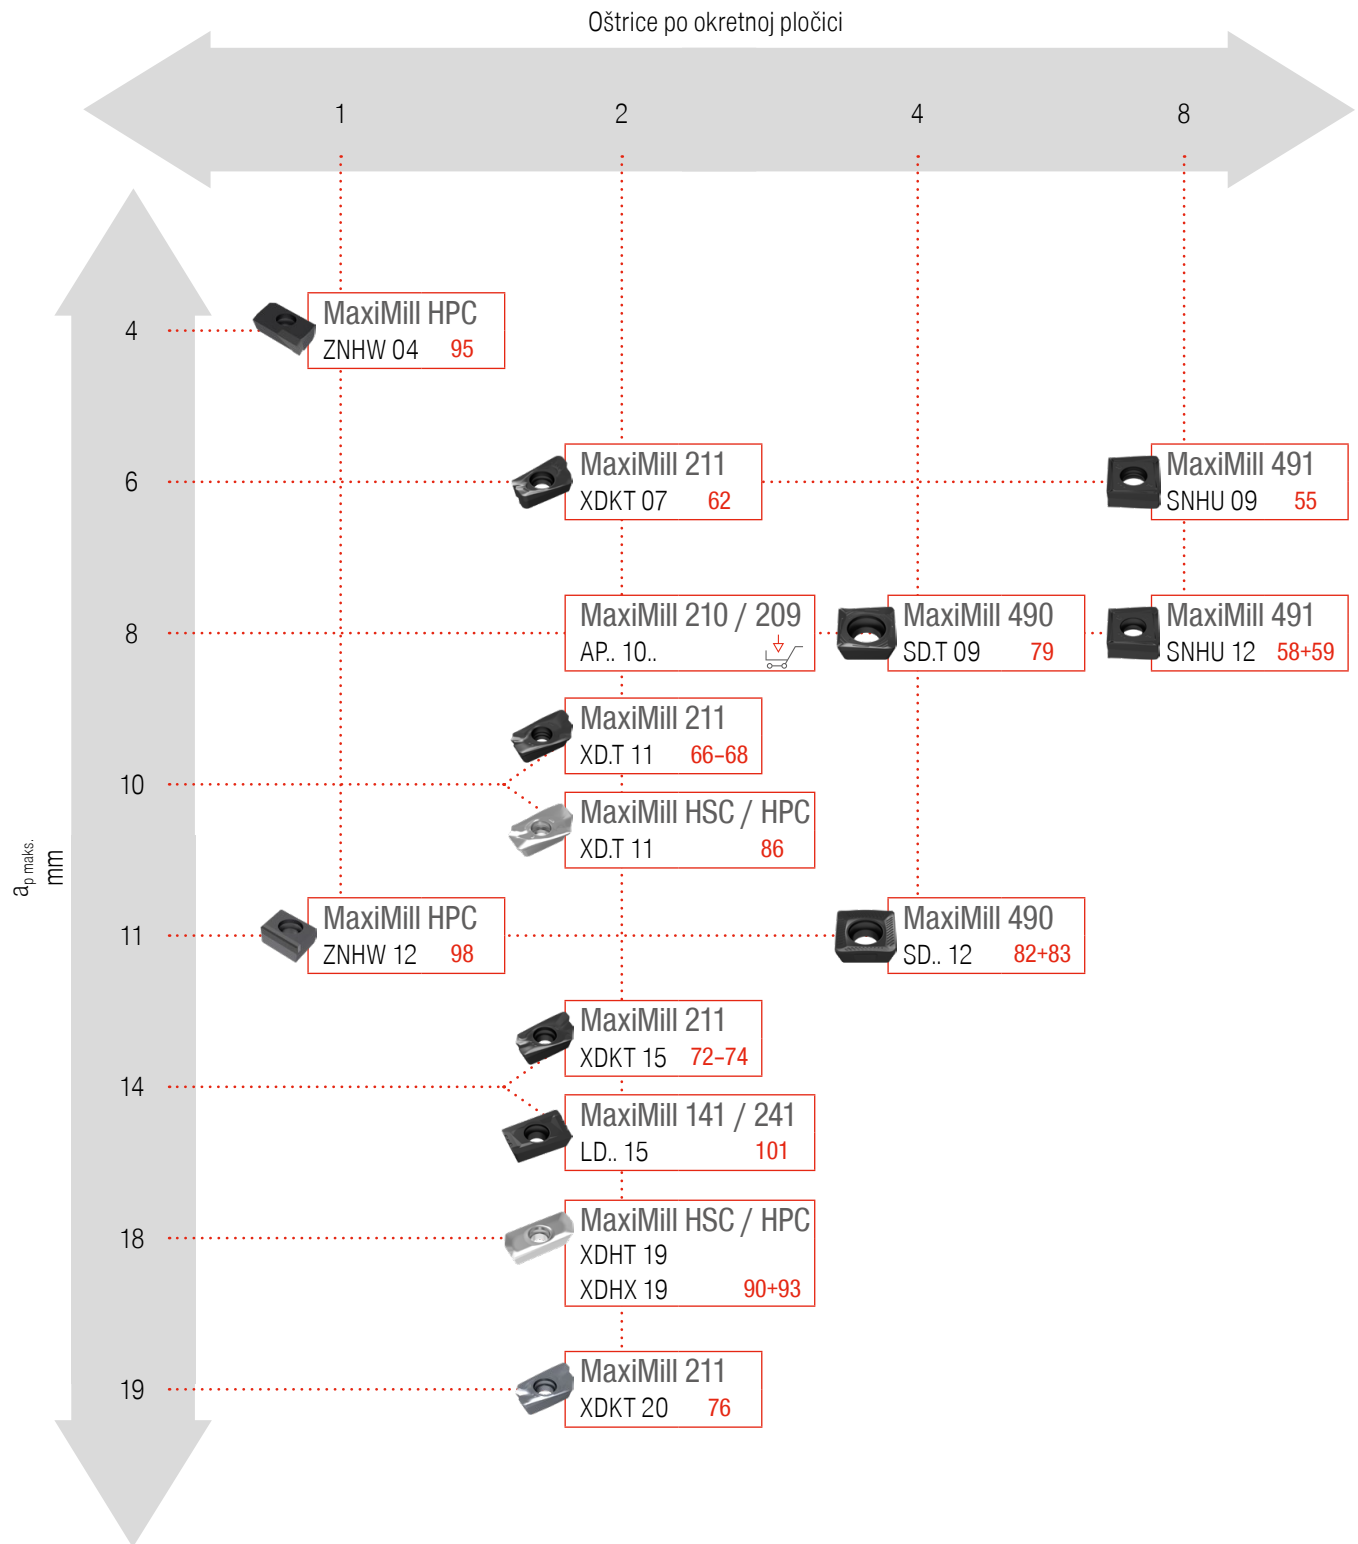 Oštrice po okretnoj pločici
1
2
4
8
4
MaxiMill HPC
ZNHW 04 95
6
MaxiMill 211
XDKT 07 62
MaxiMill 491
SNHU 09 55
8
MaxiMill 210 / 209
AP.. 10..
MaxiMill 490
SD.T 09 79
MaxiMill 491
SNHU 12 58+59
10
MaxiMill 211
XD.T 11 66–68
MaxiMill HSC / HPC
XD.T 11 86
ap maks.
mm
11
MaxiMill HPC
ZNHW 12 98
MaxiMill 490
SD.. 12 82+83
14
MaxiMill 211
XDKT 15 72–74
MaxiMill 141 / 241
LD.. 15 101
18
MaxiMill HSC / HPC
XDHT 19
XDHX 19 90+93
19
MaxiMill 211
XDKT 20 76